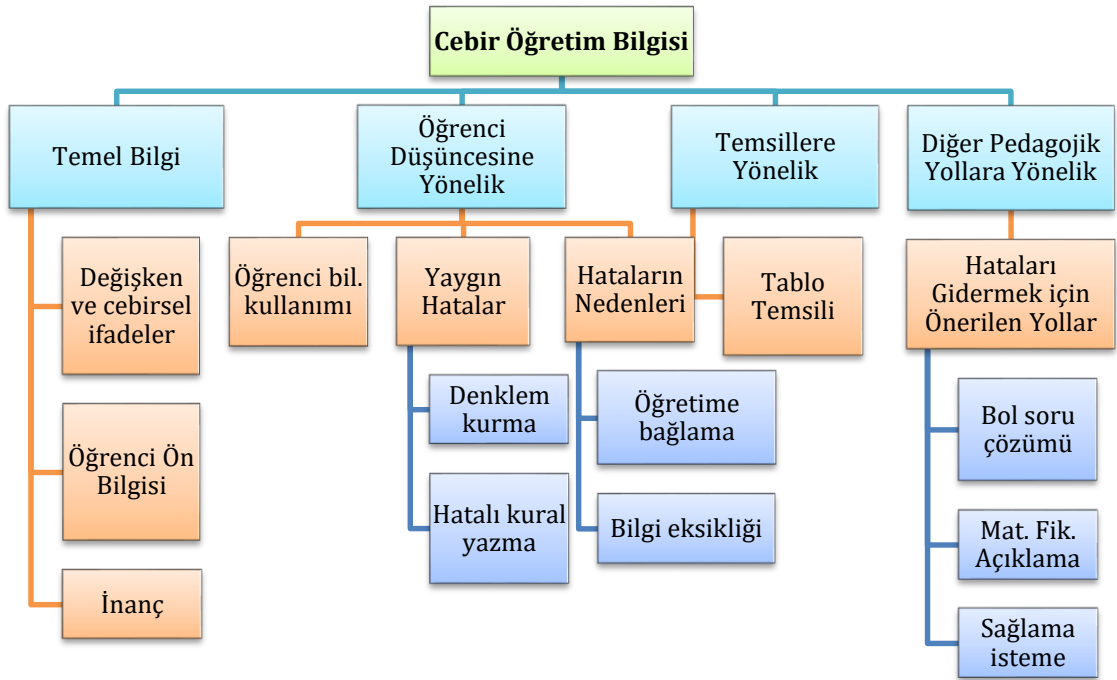 Cebir Öğretim Bilgisi
Temel Bilgi
Öğrenci
Düşüncesine
Yönelik
Temsillere
Yönelik
Diğer Pedagojik
Yollara Yönelik
Değişken
ve cebirsel
ifadeler
Öğrenci Ön
Bilgisi
İnanç
Öğrenci bil.
kullanımı
Yaygın
Hatalar
Hataların
Nedenleri
Denklem
kurma
Hatalı kural
yazma
Öğretime
bağlama
Bilgi eksikliği
Tablo
Temsili
Hataları
Gidermek için
Önerilen Yollar
Bol soru
çözümü
Mat. Fik.
Açıklama
Sağlama
isteme